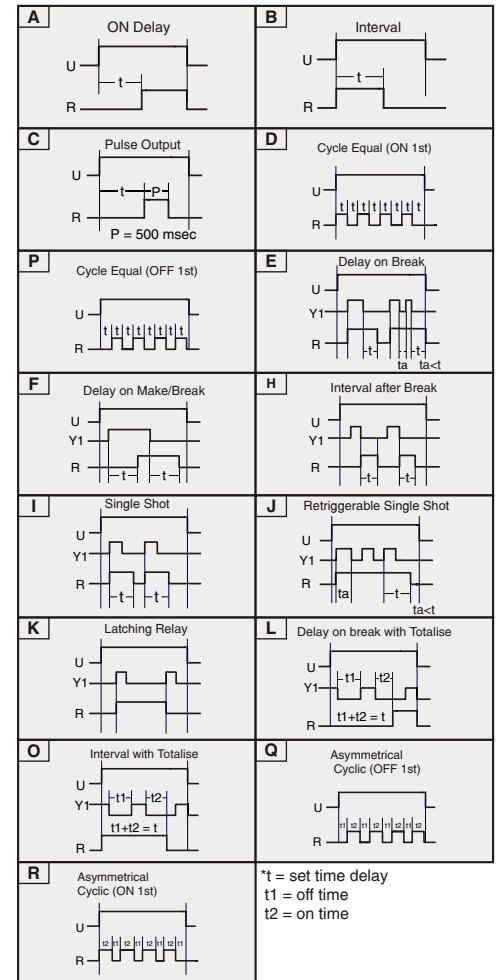 A
ON Delay
U
t
R
B
Interval
U
t
R
C
Pulse Output
U
t P
R
P = 500 msec
D
Cycle Equal (ON 1st)
U
t t t t t t t
R
P
Cycle Equal (OFF 1st)
U
t t t t t t t
R
E
Delay on Break
U
Y1
R
t t
ta ta<t
F
Delay on Make/Break
U
Y1
R
t t
H
Interval after Break
U
Y1
R
t t
I
Single Shot
U
Y1
R
t t
J
Retriggerable Single Shot
U
Y1
R
ta t
ta<t
K
Latching Relay
U
Y1
R
L
Delay on break with Totalise
U
t1 t2
Y1
t1+t2 = t
R
O
Interval with Totalise
U
t1 t2
Y1
t1+t2 = t
R
Q
Asymmetrical
Cyclic (OFF 1st)
U
t1 t2 t1 t2 t1 t2 t1 t2
R
R
Asymmetrical
Cyclic (ON 1st)
U
t2 t1 t2 t1 t2 t1 t2 t1
R
*t = set time delay
t1 = off time
t2 = on time